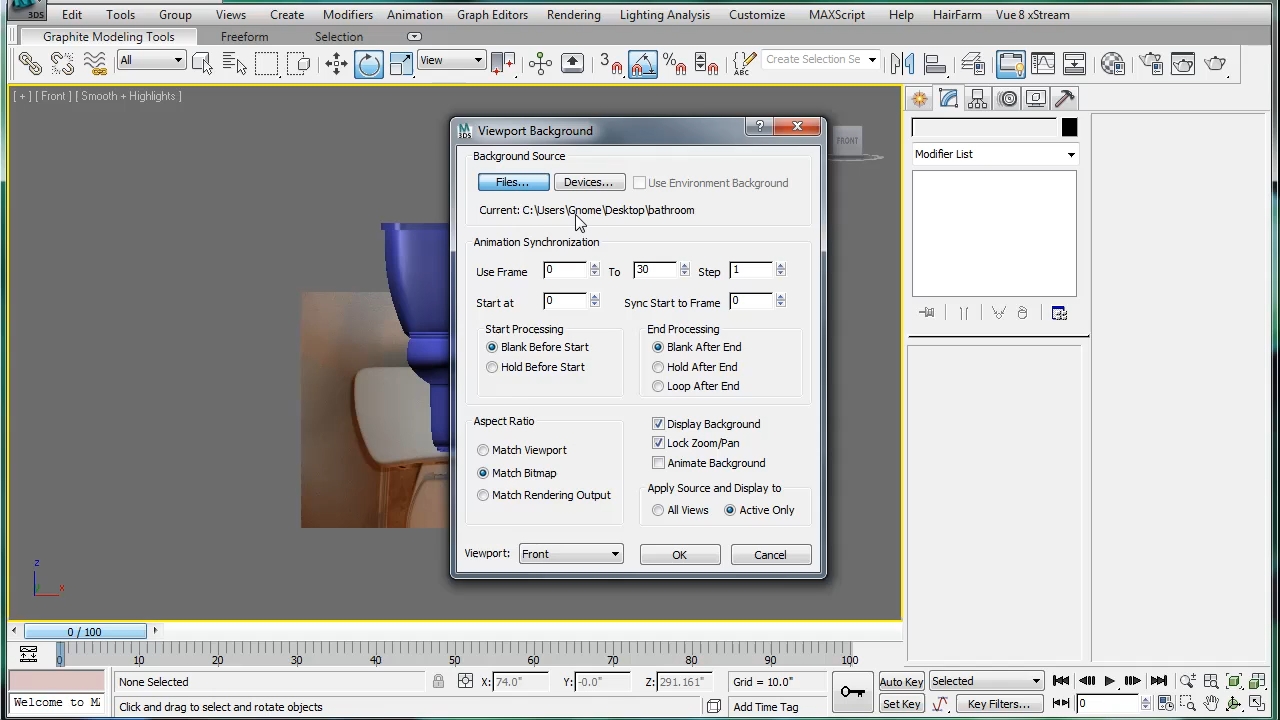 Edit Tools Group Views Create Modifiers Animation Graph Editors Rendering Lighting Analysis Customize MAXScript Help HairFarm Vue 8 xStream
3DS
Graphite Modeling Tools Freeform Selection
All View 3 % ABC Create Selection Se
[ + ] [ Front ] [ Smooth + Highlights ]
Viewport Background ?
3DS
FRONT
Modifier List
Background Source
Files... Devices... Use Environment Background
Current: C:\Users\Gnome\Desktop\bathroom
Animation Synchronization
Use Frame 0 To 30 Step 1
Start at 0 Sync Start to Frame 0
Start Processing End Processing
Blank Before Start Blank After End
Hold Before Start Hold After End
Loop After End
Aspect Ratio Display Background
Match Viewport Lock Zoom/Pan
Match Bitmap Animate Background
Match Rendering Output Apply Source and Display to
All Views Active Only
Viewport: Front OK Cancel
z
y x
0 / 100
0 10 20 30 40 50 60 70 80 90 100
None Selected X: 74.0" Y: -0.0" Z: 291.161" Grid = 10.0" Auto Key Selected
Welcome to M Click and drag to select and rotate objects Add Time Tag Set Key Key Filters... 0